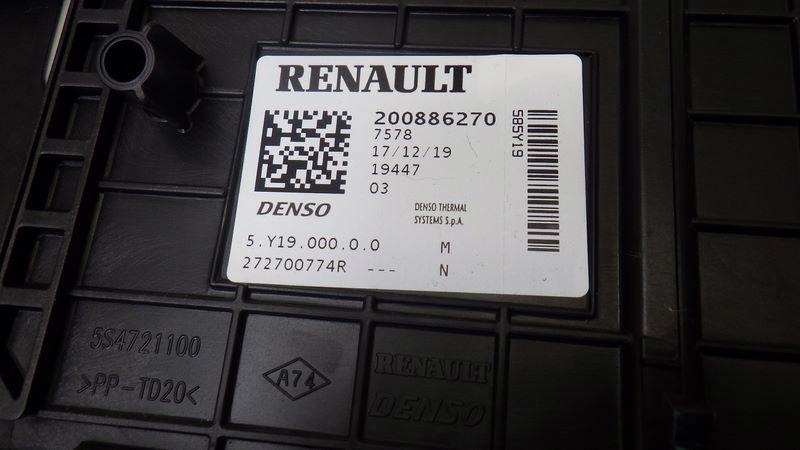 RENAULT
200886270
7578
17/12/19
19447
03
DENSO
DENSO THERMAL
SYSTEMS S.p.A.
5.Y19.000.0.0 M
272700774R --- N
585Y19
5S4721100
>PP-TD20<
A74
RENAULT
DENSO